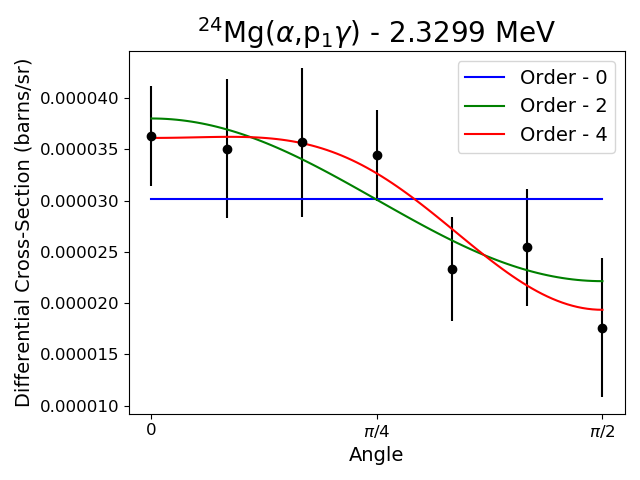 ²⁴Mg(α,p₁γ) - 2.3299 MeV
Order - 0
Order - 2
Order - 4
Differential Cross-Section (barns/sr)
0.000040
0.000035
0.000030
0.000025
0.000020
0.000015
0.000010
0 π/4 π/2
Angle